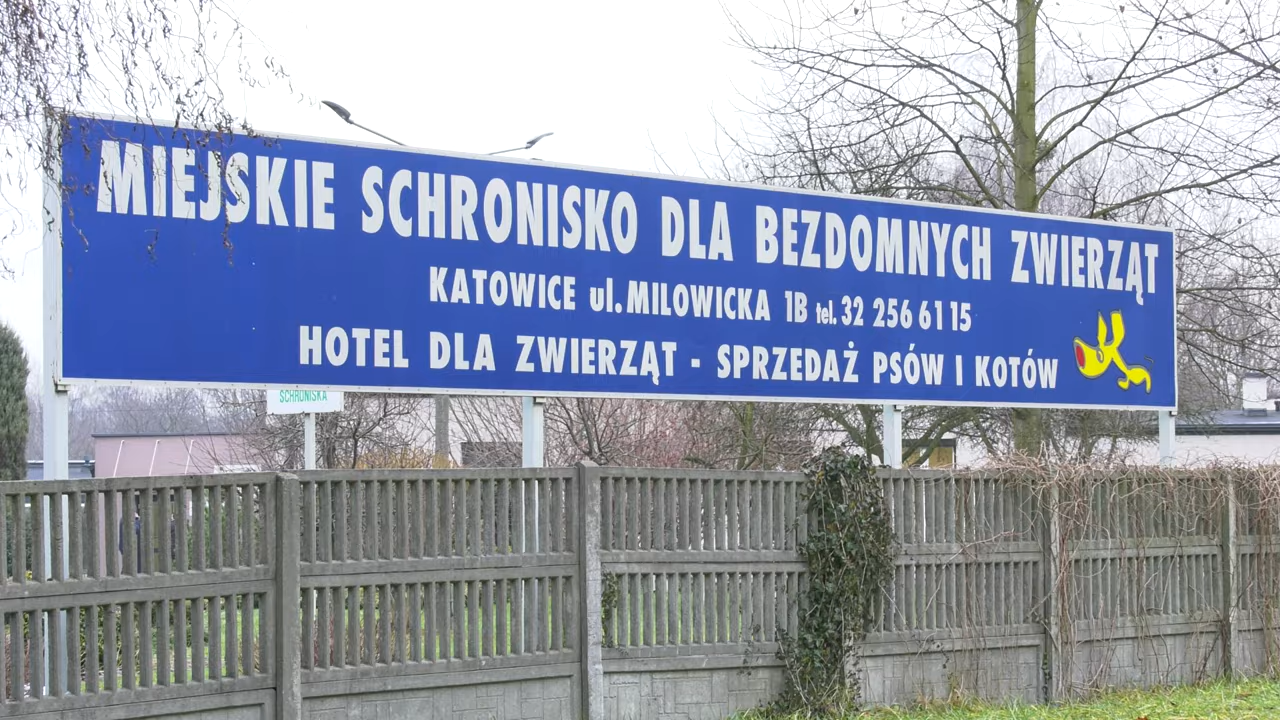 MIEJSKIE SCHRONISKO DLA BEZDOMNYCH ZWIERZĄT
KATOWICE ul. MILOWICKA 1B tel. 32 256 61 15
HOTEL DLA ZWIERZĄT - SPRZEDAŻ PSÓW I KOTÓW
SCHRONISKA